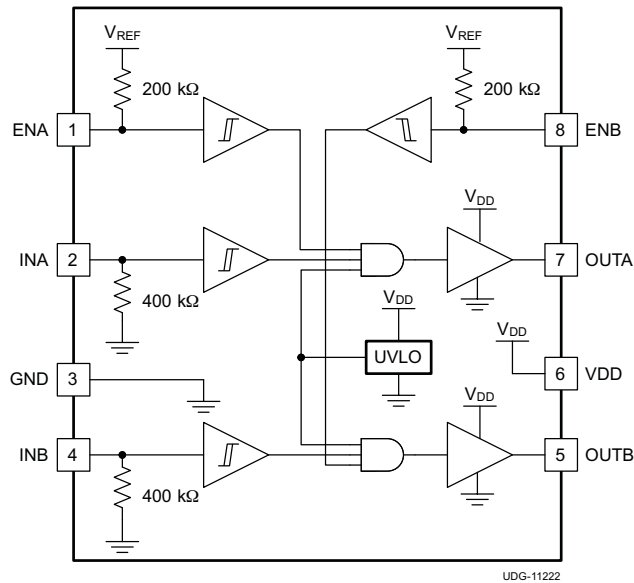 VREF VREF
200 kΩ 200 kΩ
ENA 1 8 ENB
VDD
INA 2 7 OUTA
400 kΩ
VDD VDD
UVLO
GND 3 6 VDD
VDD
INB 4 5 OUTB
400 kΩ
UDG-11222